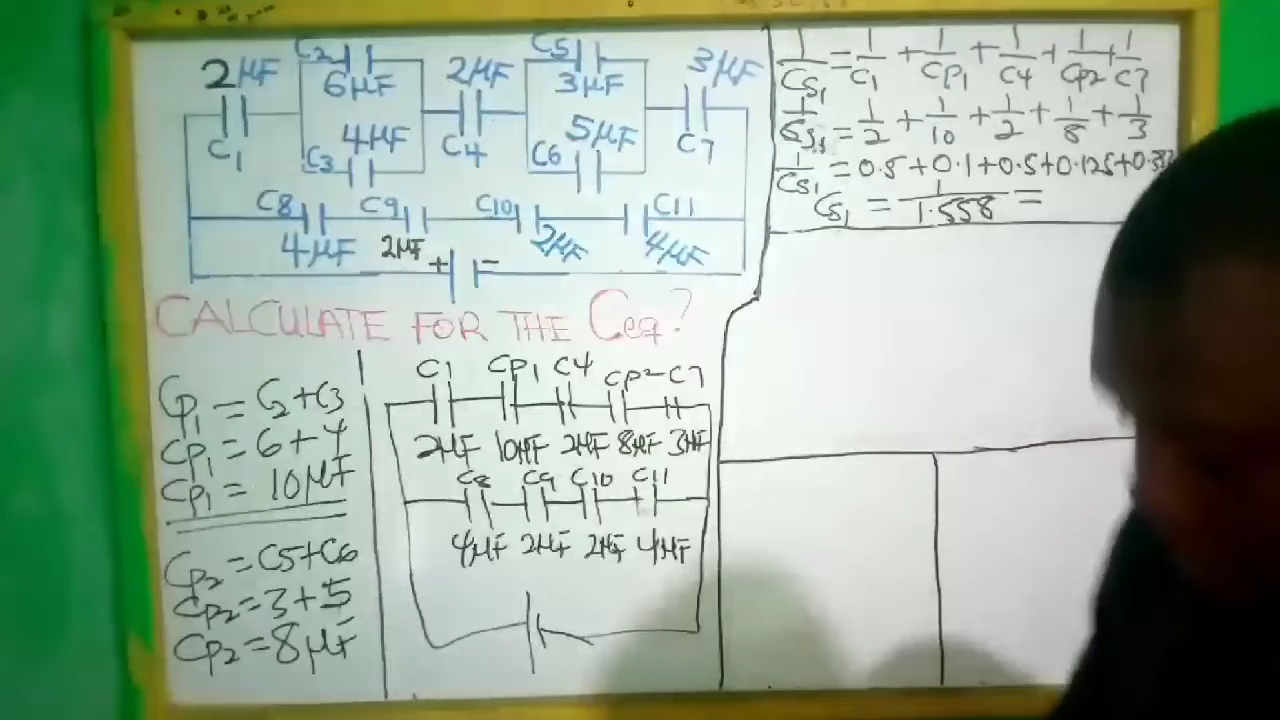 C2 C5
2μF 6μF 2μF 3μF 3μF
C1 C3 4μF C4 C6 5μF C7
C8 C9 C10 C11
4μF 2μF + - 2μF 4μF
CALCULATE FOR THE Ceq?
Cp1 = C2+C3
Cp1 = 6+4
Cp1 = 10μF
Cp2 = C5+C6
Cp2 = 3+5
Cp2 = 8μF
C1 Cp1 C4 Cp2 C7
2μF 10μF 2μF 8μF 3μF
C8 C9 C10 C11
4μF 2μF 2μF 4μF
1/Cs1 = 1/C1 + 1/Cp1 + 1/C4 + 1/Cp2 + 1/C7
1/Cs1 = 1/2 + 1/10 + 1/2 + 1/8 + 1/3
1/Cs1 = 0.5+0.1+0.5+0.125+0.333
Cs1 = 1/1.558 =